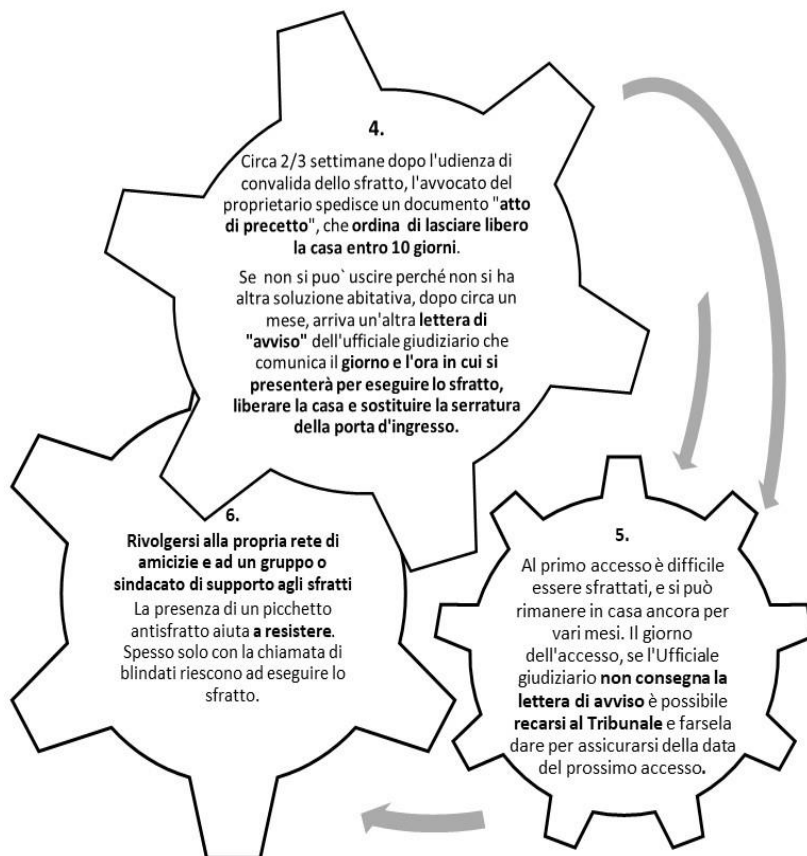 4.
Circa 2/3 settimane dopo l'udienza di
convalida dello sfratto, l'avvocato del
proprietario spedisce un documento "atto
di precetto", che ordina di lasciare libero
la casa entro 10 giorni.
Se non si puo` uscire perché non si ha
altra soluzione abitativa, dopo circa un
mese, arriva un'altra lettera di
"avviso" dell'ufficiale giudiziario che
comunica il giorno e l'ora in cui si
presenterà per eseguire lo sfratto,
liberare la casa e sostituire la serratura
della porta d'ingresso.
5.
Al primo accesso è difficile
essere sfrattati, e si può
rimanere in casa ancora per
vari mesi. Il giorno
dell'accesso, se l'Ufficiale
giudiziario non consegna la
lettera di avviso è possibile
recarsi al Tribunale e farsela
dare per assicurarsi della data
del prossimo accesso.
6.
Rivolgersi alla propria rete di
amicizie e ad un gruppo o
sindacato di supporto agli sfratti
La presenza di un picchetto
antisfratto aiuta a resistere.
Spesso solo con la chiamata di
blindati riescono ad eseguire lo
sfratto.